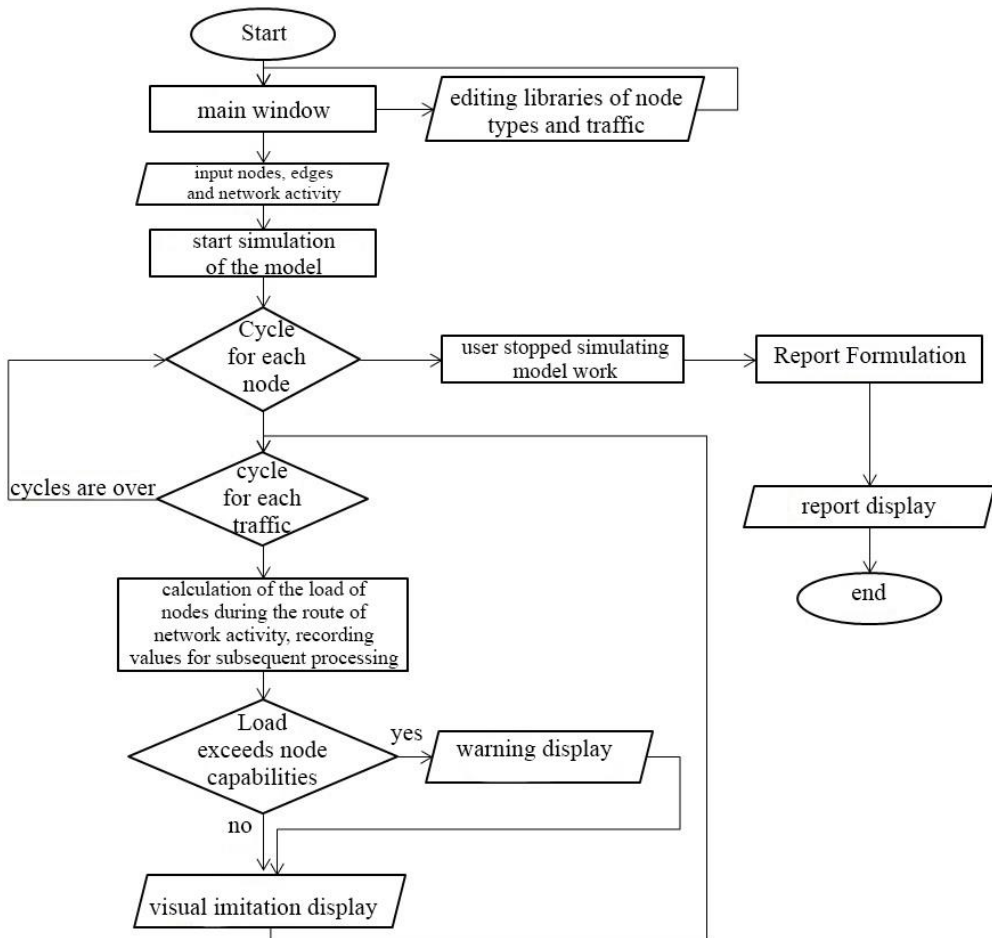 Start
main window
editing libraries of node
types and traffic
input nodes, edges
and network activity
start simulation
of the model
Cycle
for each
node
user stopped simulating
model work
Report Formulation
cycles are over
cycle
for each
traffic
report display
end
calculation of the load of
nodes during the route of
network activity, recording
values for subsequent processing
Load
exceeds node
capabilities
yes
warning display
no
visual imitation display